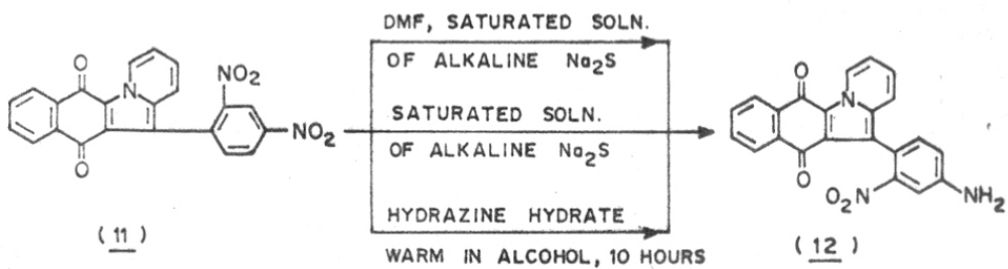 DMF, SATURATED SOLN.
OF ALKALINE Na2S
SATURATED SOLN.
OF ALKALINE Na2S
HYDRAZINE HYDRATE
WARM IN ALCOHOL, 10 HOURS
O
O
N
NO2
NO2
(11)
O
O
N
O2N
NH2
(12)